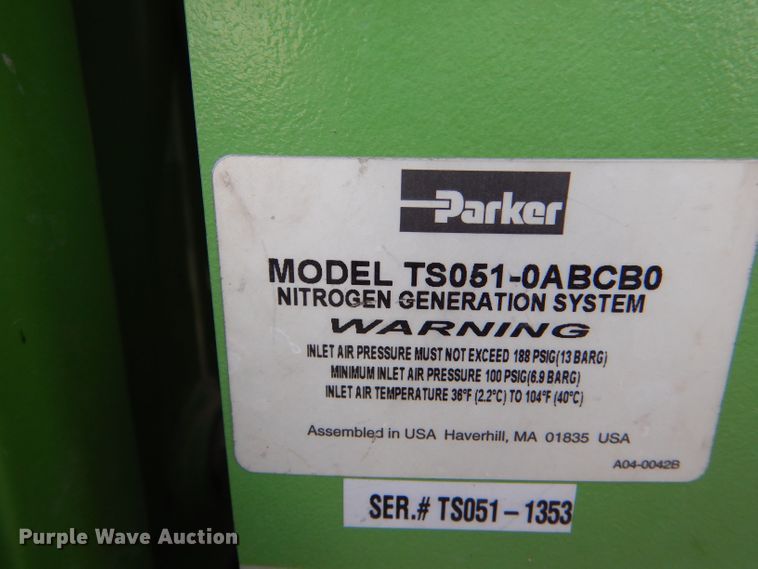 Parker
MODEL TS051-0ABCB0
NITROGEN GENERATION SYSTEM
WARNING
INLET AIR PRESSURE MUST NOT EXCEED 188 PSIG(13 BARG)
MINIMUM INLET AIR PRESSURE 100 PSIG(6.9 BARG)
INLET AIR TEMPERATURE 36°F (2.2°C) TO 104°F (40°C)
Assembled in USA Haverhill, MA 01835 USA
A04-0042B
SER.# TS051-1353
Purple Wave Auction